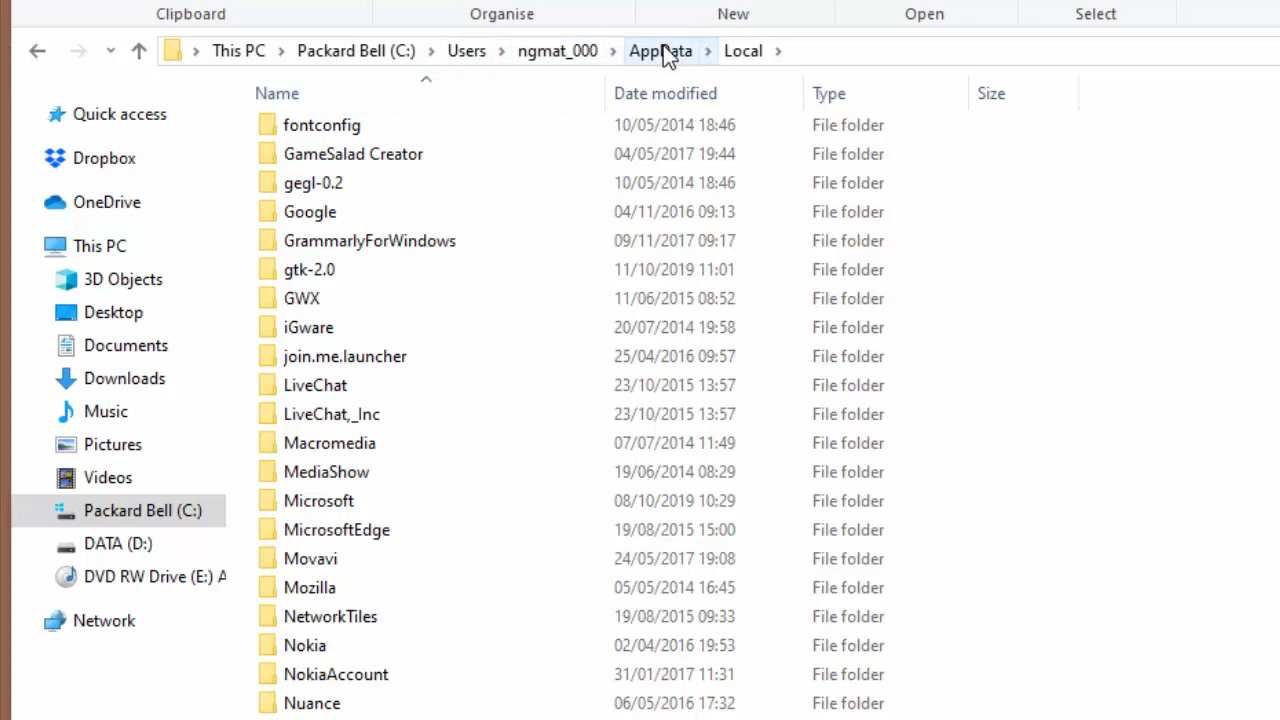 Clipboard Organise New Open Select
This PC Packard Bell (C:) Users ngmat_000 AppData Local
Name Date modified Type Size
Quick access
Dropbox
OneDrive
This PC
3D Objects
Desktop
Documents
Downloads
Music
Pictures
Videos
Packard Bell (C:)
DATA (D:)
DVD RW Drive (E:) A
Network
fontconfig 10/05/2014 18:46 File folder
GameSalad Creator 04/05/2017 19:44 File folder
gegl-0.2 10/05/2014 18:46 File folder
Google 04/11/2016 09:13 File folder
GrammarlyForWindows 09/11/2017 09:17 File folder
gtk-2.0 11/10/2019 11:01 File folder
GWX 11/06/2015 08:52 File folder
iGware 20/07/2014 19:58 File folder
join.me.launcher 25/04/2016 09:57 File folder
LiveChat 23/10/2015 13:57 File folder
LiveChat,_Inc 23/10/2015 13:57 File folder
Macromedia 07/07/2014 11:49 File folder
MediaShow 19/06/2014 08:29 File folder
Microsoft 08/10/2019 10:29 File folder
MicrosoftEdge 19/08/2015 15:00 File folder
Movavi 24/05/2017 19:08 File folder
Mozilla 05/05/2014 16:45 File folder
NetworkTiles 19/08/2015 09:33 File folder
Nokia 02/04/2016 19:53 File folder
NokiaAccount 31/01/2017 11:31 File folder
Nuance 06/05/2016 17:32 File folder